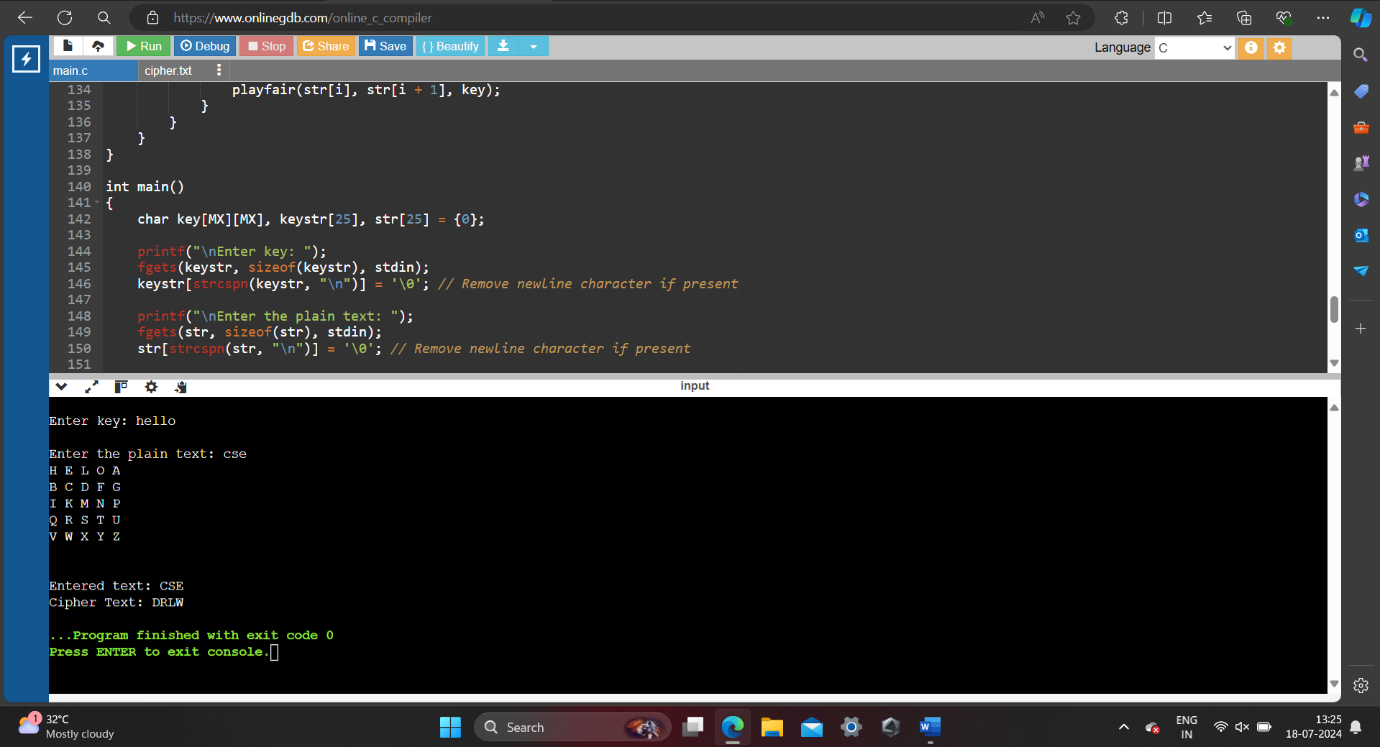 https://www.onlinegdb.com/online_c_compiler
Run Debug Stop Share Save { } Beautify
Language C
main.c cipher.txt
134 playfair(str[i], str[i + 1], key);
135 }
136 }
137 }
138 }
139
140 int main()
141 {
142 char key[MX][MX], keystr[25], str[25] = {0};
143
144 printf("\nEnter key: ");
145 fgets(keystr, sizeof(keystr), stdin);
146 keystr[strcspn(keystr, "\n")] = '\0'; // Remove newline character if present
147
148 printf("\nEnter the plain text: ");
149 fgets(str, sizeof(str), stdin);
150 str[strcspn(str, "\n")] = '\0'; // Remove newline character if present
151
input
Enter key: hello
Enter the plain text: cse
H E L O A
B C D F G
I K M N P
Q R S T U
V W X Y Z
Entered text: CSE
Cipher Text: DRLW
...Program finished with exit code 0
Press ENTER to exit console.
1
32°C
Mostly cloudy
Search
ENG
IN
13:25
18-07-2024